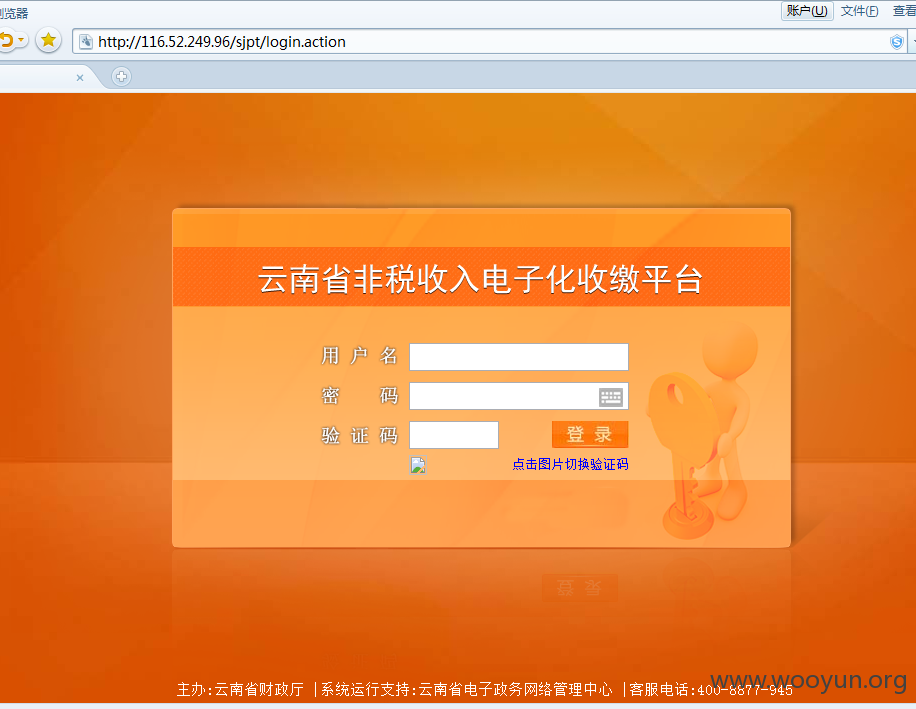 浏览器
账户(U) 文件(F) 查看
http://116.52.249.96/sjpt/login.action
云南省非税收入电子化收缴平台
用户名
密码
验证码
登录
点击图片切换验证码
登录
主办:云南省财政厅 |系统运行支持:云南省电子政务网络管理中心 |客服电话:400-8877-945
www.wooyun.org